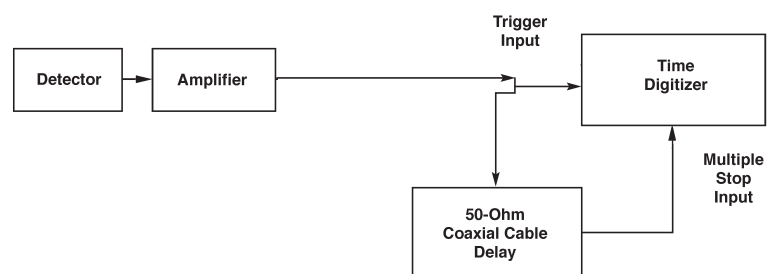 Trigger
Input
Detector
Amplifier
Time
Digitizer
Multiple
Stop
Input
50-Ohm
Coaxial Cable
Delay